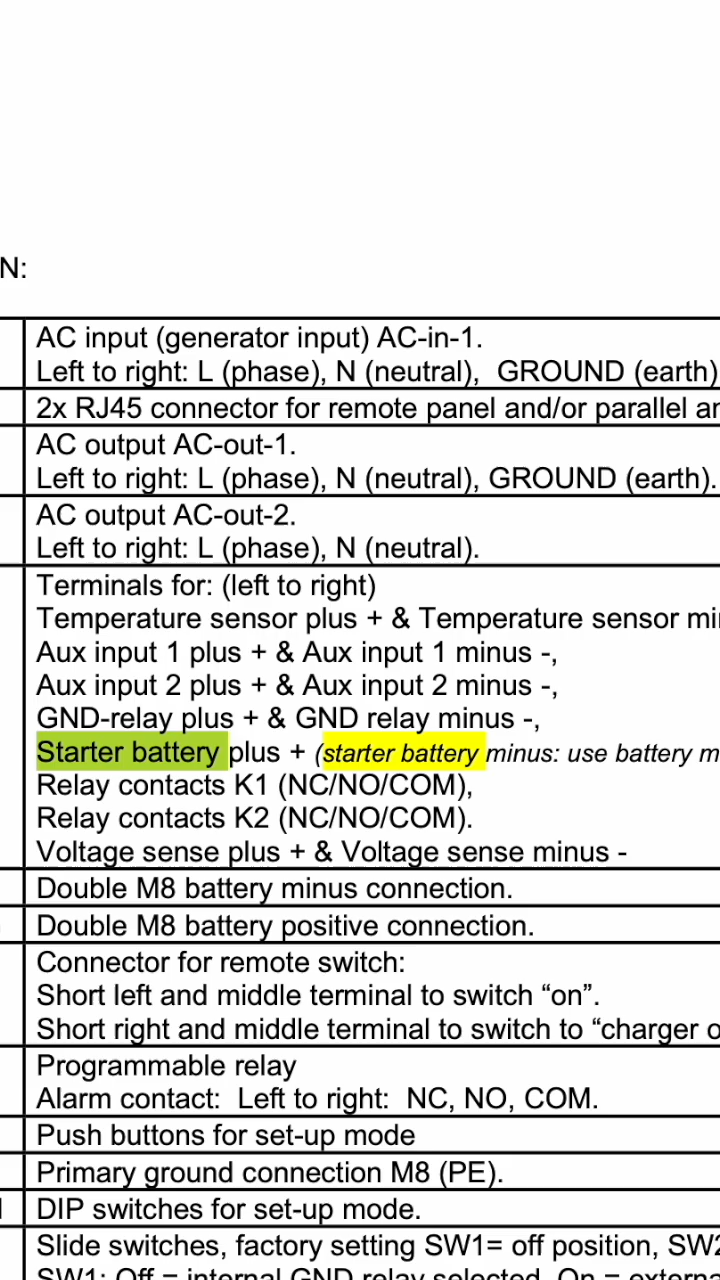 N:
AC input (generator input) AC-in-1.
Left to right: L (phase), N (neutral),  GROUND (earth)
2x RJ45 connector for remote panel and/or parallel
AC output AC-out-1.
Left to right: L (phase), N (neutral), GROUND (earth).
AC output AC-out-2.
Left to right: L (phase), N (neutral).
Terminals for: (left to right)
Temperature sensor plus + & Temperature sensor
Aux input 1 plus + & Aux input 1 minus -,
Aux input 2 plus + & Aux input 2 minus -,
GND-relay plus + & GND relay minus -,
Starter battery plus + (starter battery minus: use battery
Relay contacts K1 (NC/NO/COM),
Relay contacts K2 (NC/NO/COM).
Voltage sense plus + & Voltage sense minus -
Double M8 battery minus connection.
Double M8 battery positive connection.
Connector for remote switch:
Short left and middle terminal to switch “on”.
Short right and middle terminal to switch to “charger
Programmable relay
Alarm contact:  Left to right:  NC, NO, COM.
Push buttons for set-up mode
Primary ground connection M8 (PE).
DIP switches for set-up mode.
Slide switches, factory setting SW1= off position, SW2
SW1: Off = internal GND relay selected, On =